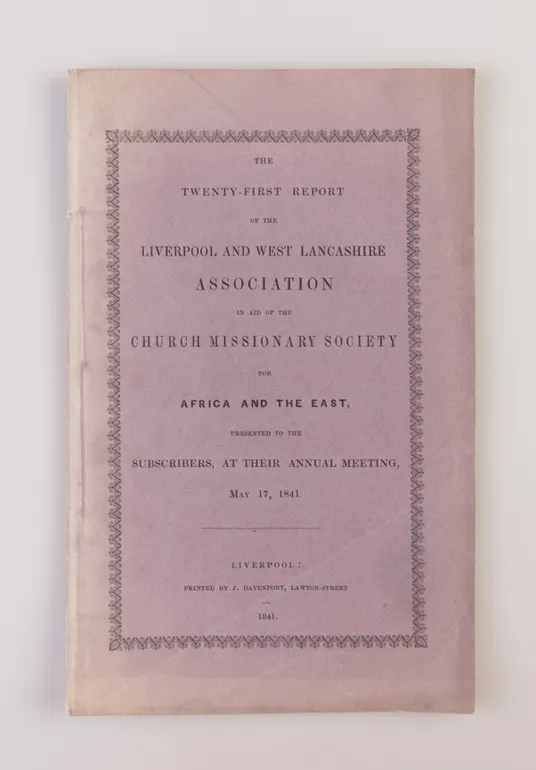 THE
TWENTY-FIRST REPORT
OF THE
LIVERPOOL AND WEST LANCASHIRE
ASSOCIATION
IN AID OF THE
CHURCH MISSIONARY SOCIETY
FOR
AFRICA AND THE EAST,
PRESENTED TO THE
SUBSCRIBERS, AT THEIR ANNUAL MEETING,
MAY 17, 1841.
LIVERPOOL:
PRINTED BY J. DAVENPORT, LAWTON-STREET
1841.